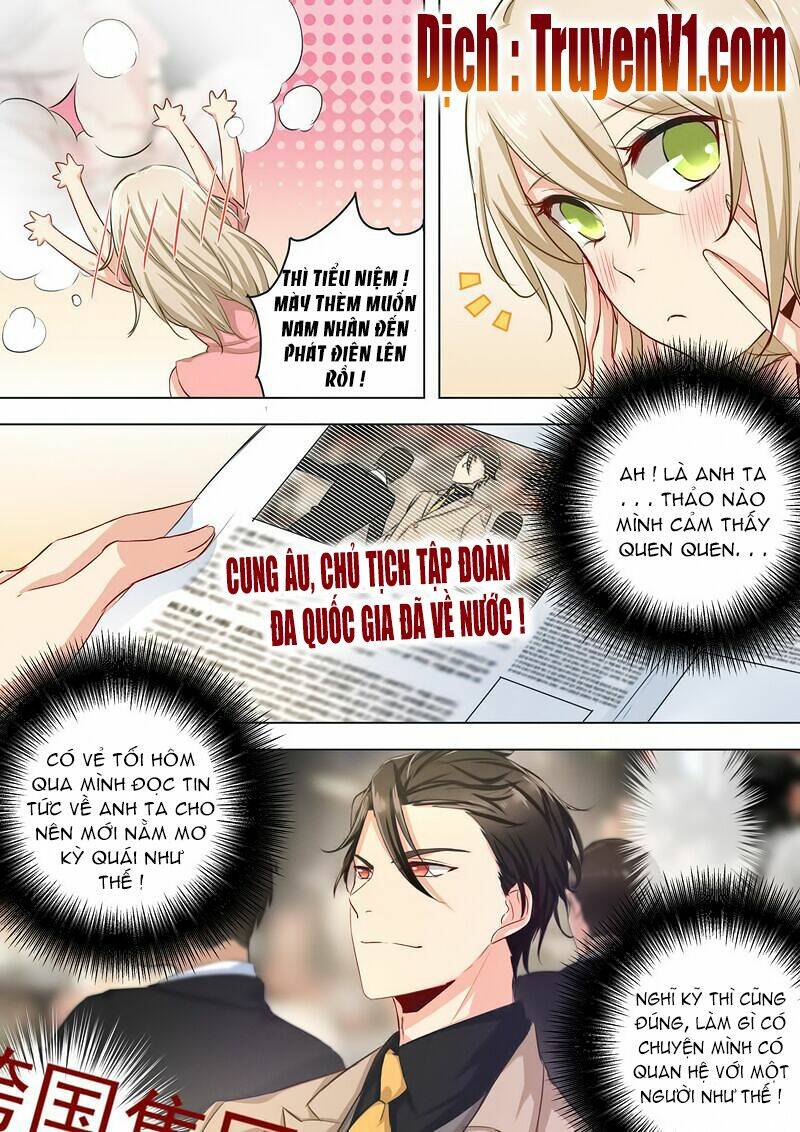 Dịch : TruyenV1.com
THÌ TIỂU NIỆM !
MÀY THÈM MUỐN
NAM NHÂN ĐẾN
PHÁT ĐIÊN LÊN
RỒI !
AH ! LÀ ANH TA
. . . THẢO NÀO
MÌNH CẢM THẤY
QUEN QUEN. . .
CUNG ÂU, CHỦ TỊCH TẬP ĐOÀN
ĐA QUỐC GIA ĐÃ VỀ NƯỚC !
CÓ VẺ TỐI HÔM
QUA MÌNH ĐỌC TIN
TỨC VỀ ANH TA CHO
NÊN MỚI NẰM MƠ
KỲ QUÁI NHƯ
THẾ !
NGHĨ KỸ THÌ CŨNG
ĐÚNG, LÀM GÌ CÓ
CHUYỆN MÌNH CÓ
QUAN HỆ VỚI MỘT
NGƯỜI NHƯ THẾ !
跨国集团